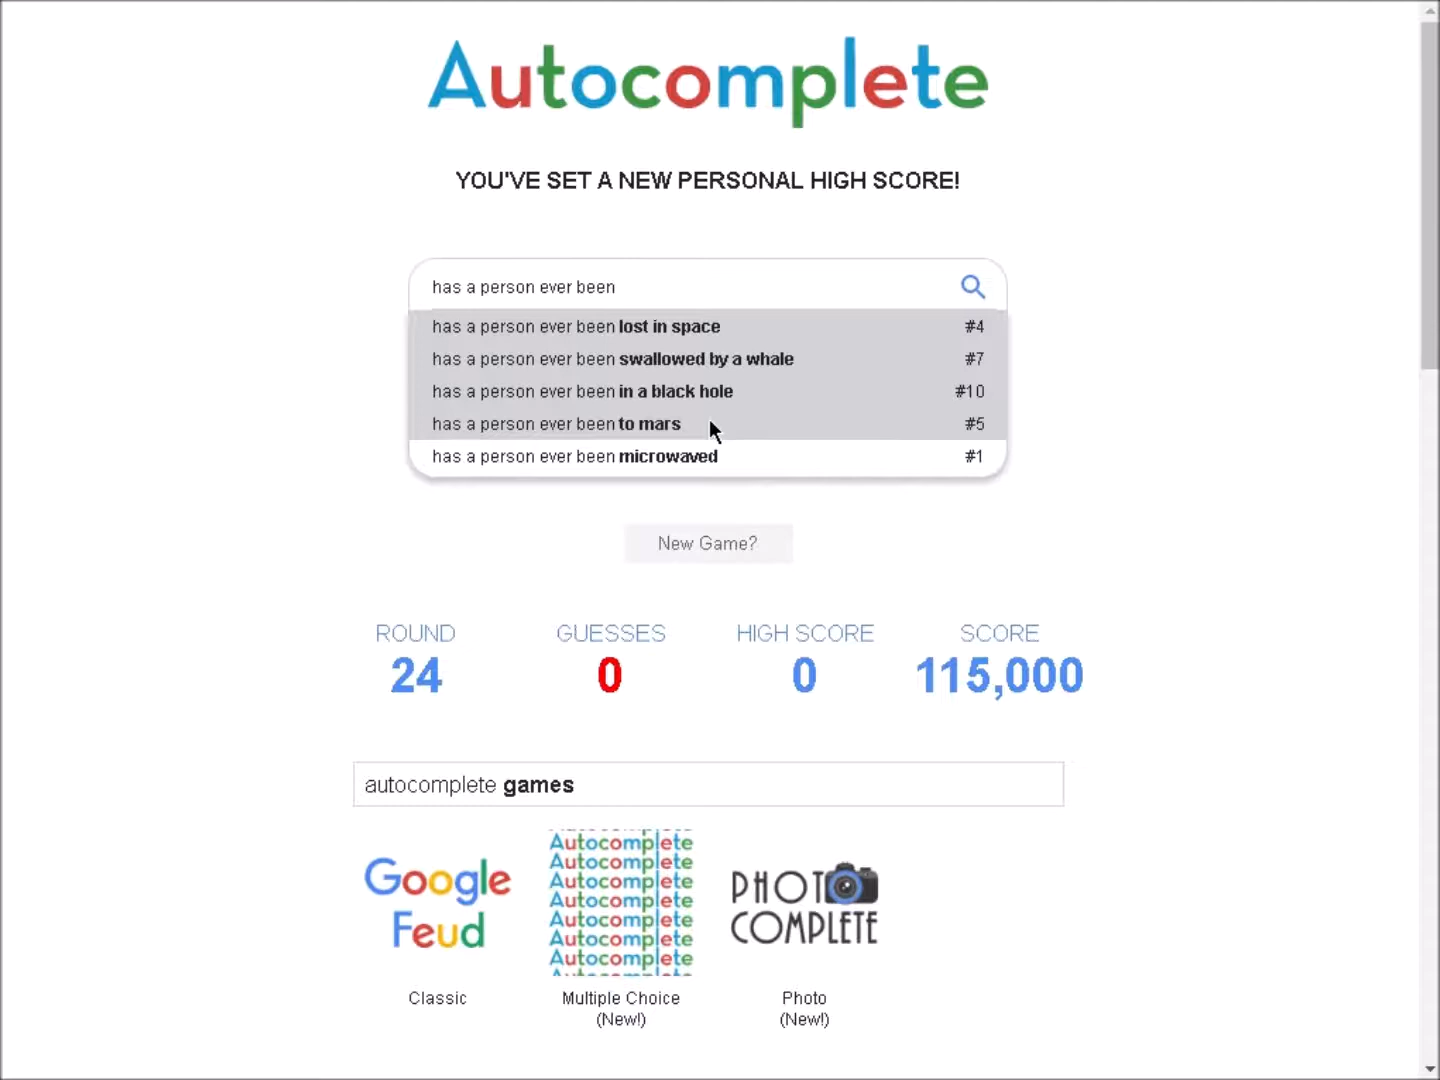 Autocomplete
YOU'VE SET A NEW PERSONAL HIGH SCORE!
has a person ever been
has a person ever been lost in space #4
has a person ever been swallowed by a whale #7
has a person ever been in a black hole #10
has a person ever been to mars #5
has a person ever been microwaved #1
New Game?
ROUND GUESSES HIGH SCORE SCORE
24 0 0 115,000
autocomplete games
Google
Feud
Autocomplete
Autocomplete
Autocomplete
Autocomplete
Autocomplete
Autocomplete
Autocomplete
PHOTO
COMPLETE
Classic
Multiple Choice
(New!)
Photo
(New!)